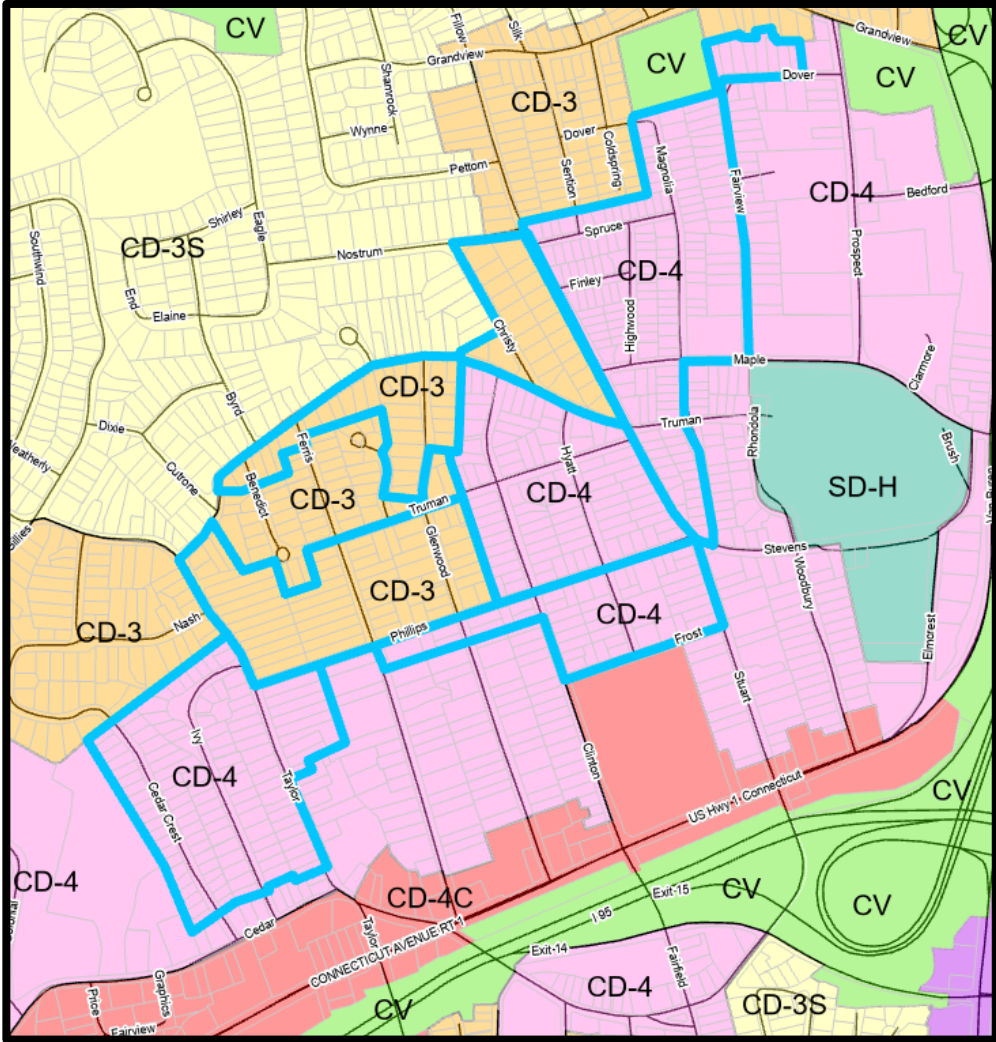 CV
Fillow
Silk
Grandview
CV
Grandview
CV
Shamrock
CV
Dover
CD-3
Wynne
Dover
Coldspring
Magnolia
Pettom
Sention
Fairview
CD-4
Bedford
Shirley
Eagle
Southwind
CD-3S
Nostrum
Spruce
Prospect
CD-4
Finley
End
Elaine
Highwood
Christy
Maple
Clarmore
CD-3
Byrd
Dixie
Ferris
Truman
Rhondola
Brush
Cutrone
Hyatt
Benedict
CD-3
CD-4
SD-H
Truman
Glenwood
Stevens
Woodbury
CD-3
CD-4
Nash
CD-3
Phillips
Frost
Elmcrest
Stuart
Ivy
CD-4
Taylor
Clinton
Cedar Crest
US Hwy 1 Connecticut
CV
CD-4
CD-4C
Exit-15
CV
CV
I 95
Cedar
Taylor
CONNECTICUT AVENUE RT 1
Exit-14
Fairfield
CD-4
Price
Graphics
CV
CD-3S
Fairview